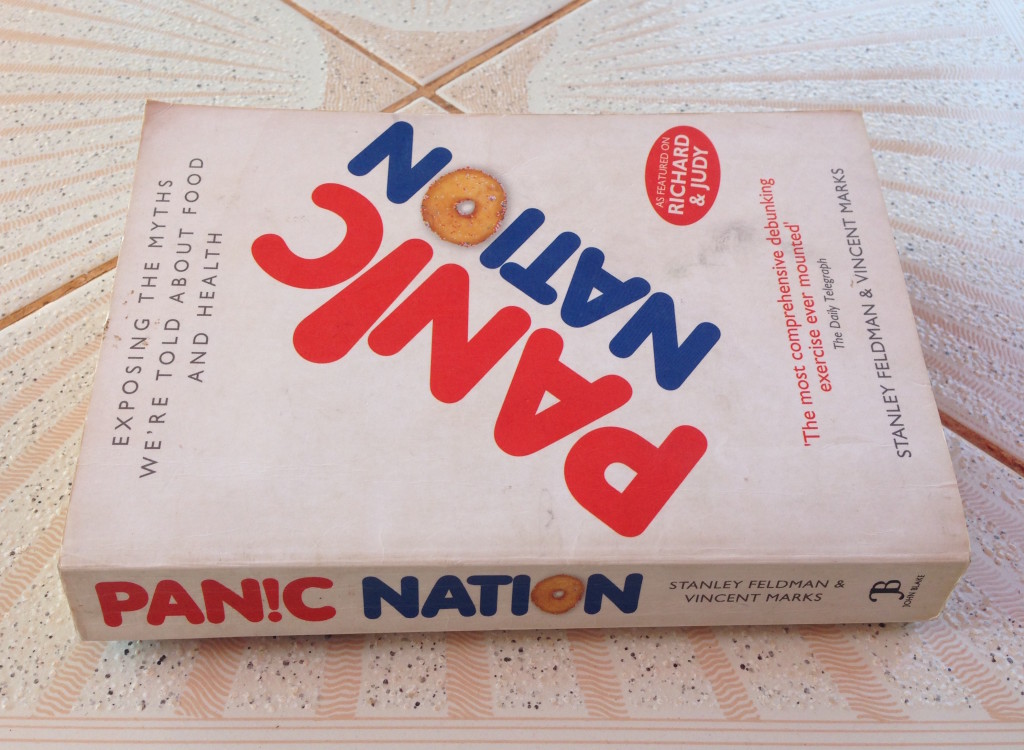 EXPOSING THE MYTHS
WE'RE TOLD ABOUT FOOD
AND HEALTH
PAN!C
NATION
AS FEATURED ON
RICHARD
& JUDY
'The most comprehensive debunking
exercise ever mounted'
The Daily Telegraph
STANLEY FELDMAN & VINCENT MARKS
PAN!C NATION
STANLEY FELDMAN &
VINCENT MARKS
JB
JOHN BLAKE